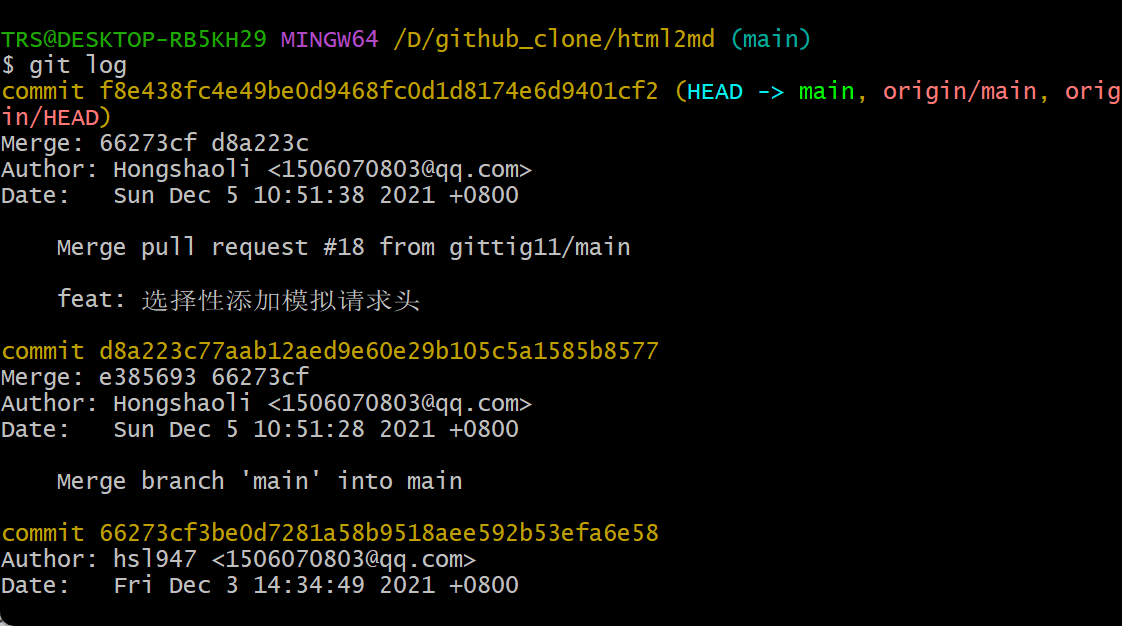 TRS@DESKTOP-RB5KH29 MINGW64 /D/github_clone/html2md (main)
$ git log
commit f8e438fc4e49be0d9468fc0d1d8174e6d9401cf2 (HEAD -> main, origin/main, orig
in/HEAD)
Merge: 66273cf d8a223c
Author: Hongshaoli <1506070803@qq.com>
Date:   Sun Dec 5 10:51:38 2021 +0800
    Merge pull request #18 from gittig11/main
    feat: 选择性添加模拟请求头
commit d8a223c77aab12aed9e60e29b105c5a1585b8577
Merge: e385693 66273cf
Author: Hongshaoli <1506070803@qq.com>
Date:   Sun Dec 5 10:51:28 2021 +0800
    Merge branch 'main' into main
commit 66273cf3be0d7281a58b9518aee592b53efa6e58
Author: hsl947 <1506070803@qq.com>
Date:   Fri Dec 3 14:34:49 2021 +0800